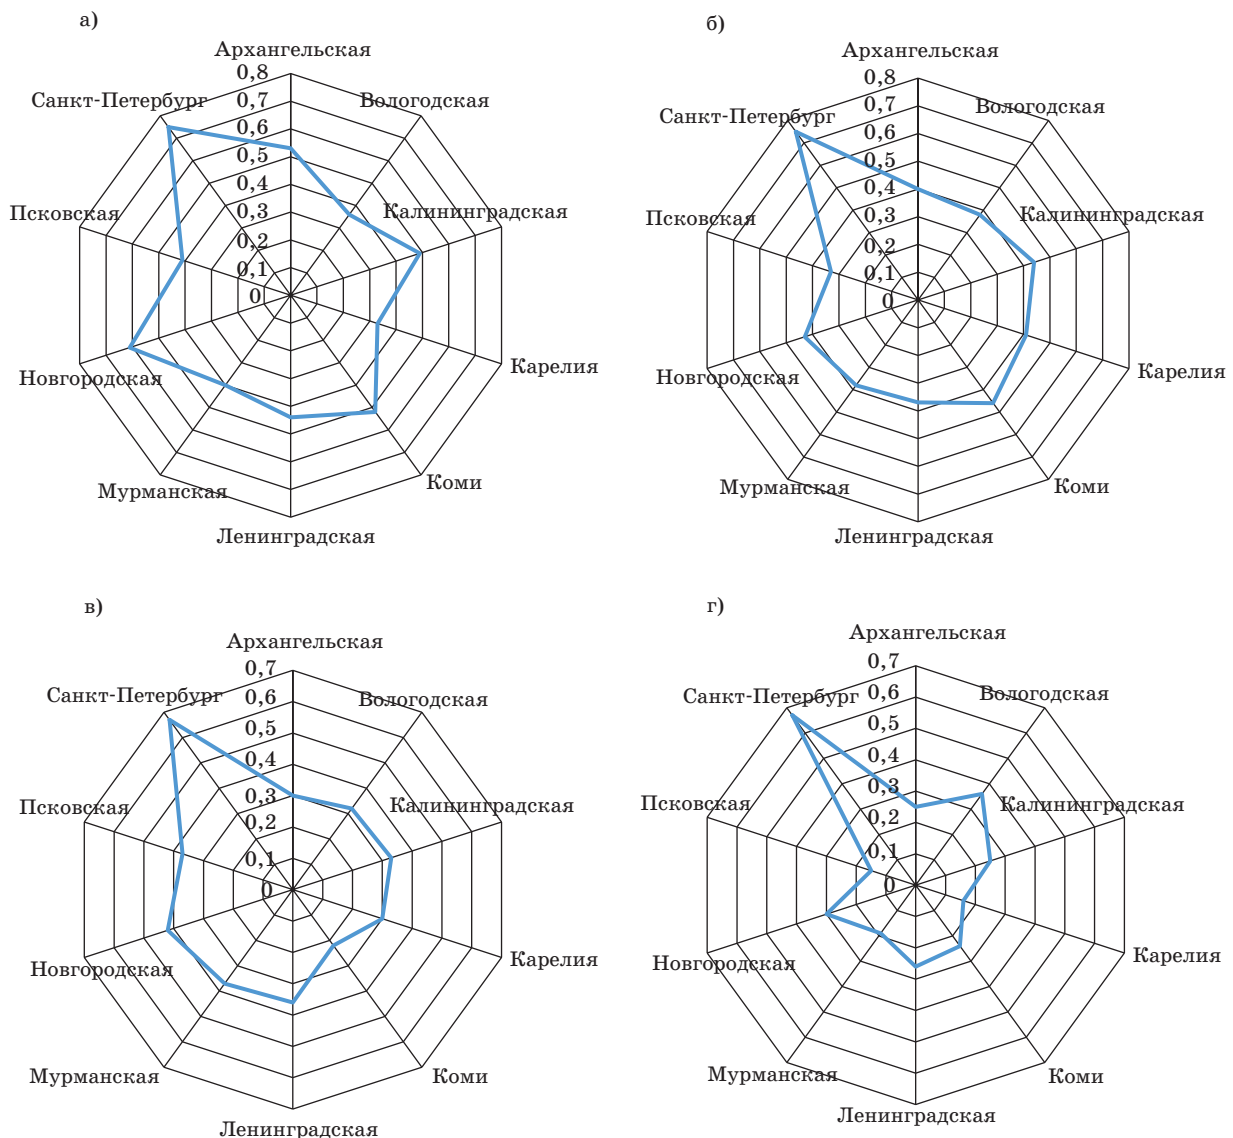 а)
Архангельская
0,8
Санкт-Петербург
0,7
Вологодская
0,6
0,5
0,4
Псковская
0,3
Калининградская
0,2
0,1
0
Новгородская
Карелия
Мурманская
Коми
Ленинградская
б)
Архангельская
0,8
Санкт-Петербург
0,7
Вологодская
0,6
0,5
0,4
Псковская
0,3
Калининградская
0,2
0,1
0
Новгородская
Карелия
Мурманская
Коми
Ленинградская
в)
Архангельская
0,7
Санкт-Петербург
0,6
Вологодская
0,5
0,4
Псковская
0,3
Калининградская
0,2
0,1
0
Новгородская
Карелия
Мурманская
Коми
Ленинградская
г)
Архангельская
0,7
Санкт-Петербург
0,6
Вологодская
0,5
0,4
Псковская
0,3
Калининградская
0,2
0,1
0
Новгородская
Карелия
Мурманская
Коми
Ленинградская